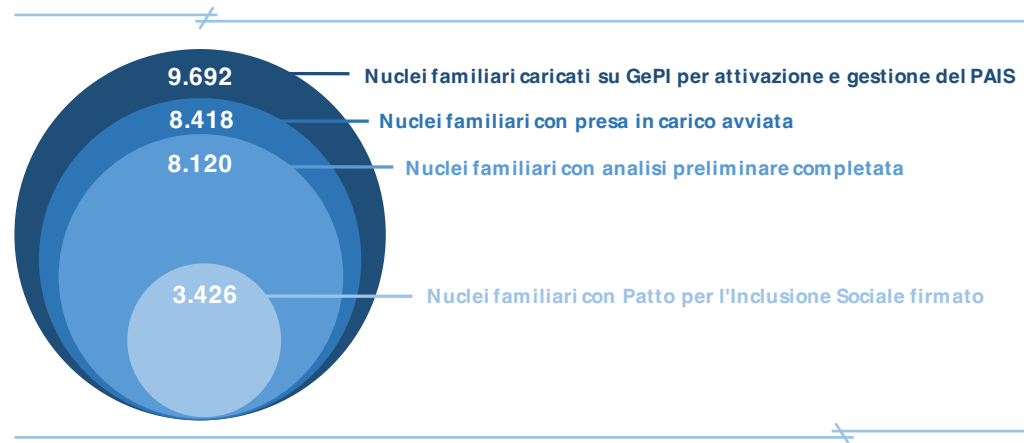 9.692 Nuclei familiari caricati su GePI per attivazione e gestione del PAIS
8.418 Nuclei familiari con presa in carico avviata
8.120 Nuclei familiari con analisi preliminare completata
3.426 Nuclei familiari con Patto per l'Inclusione Sociale firmato